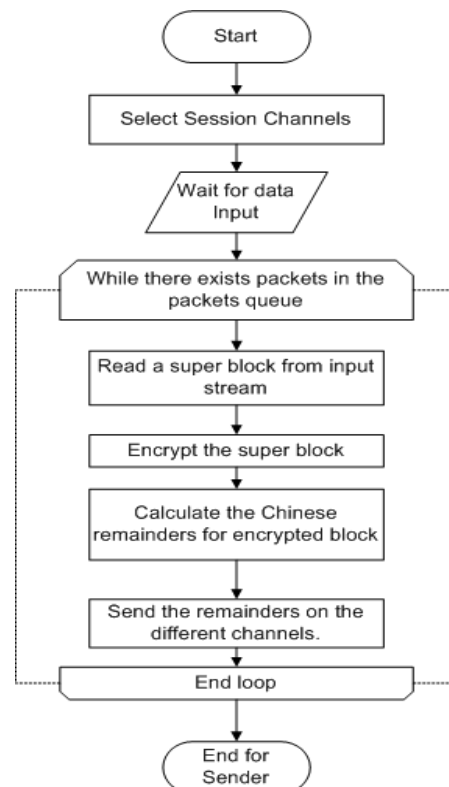 Start
Select Session Channels
Wait for data
Input
While there exists packets in the
packets queue
Read a super block from input
stream
Encrypt the super block
Calculate the Chinese
remainders for encrypted block
Send the remainders on the
different channels.
End loop
End for
Sender